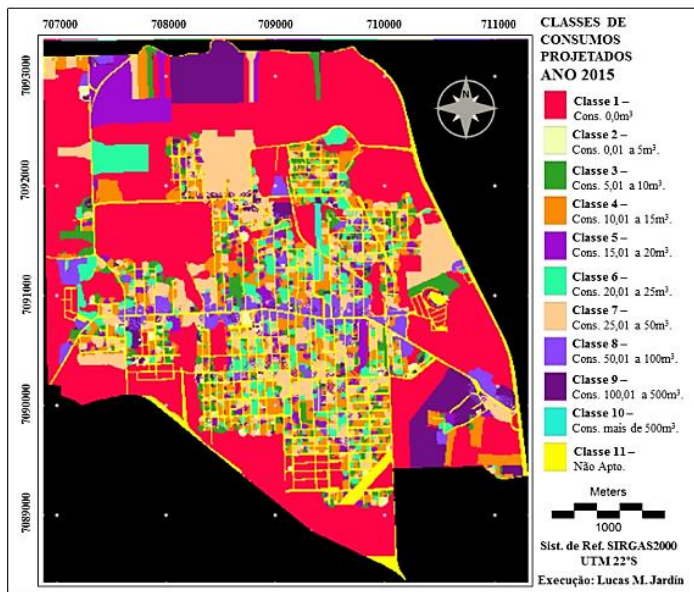 707000
708000
709000
710000
711000
7093000
7092000
7091000
7090000
7089000
N
CLASSES DE
CONSUMOS
PROJETADOS
ANO 2015
Classe 1 –
Cons. 0,0m³
Classe 2 –
Cons. 0,01 a 5m³.
Classe 3 –
Cons. 5,01 a 10m³.
Classe 4 –
Cons. 10,01 a 15m³.
Classe 5 –
Cons. 15,01 a 20m³.
Classe 6 –
Cons. 20,01 a 25m³.
Classe 7 –
Cons. 25,01 a 50m³.
Classe 8 –
Cons. 50,01 a 100m³.
Classe 9 –
Cons. 100,01 a 500m³.
Classe 10 –
Cons. mais de 500m³.
Classe 11 –
Não Apto.
Meters
1000
Sist. de Ref. SIRGAS2000
UTM 22ºS
Execução: Lucas M. Jardín